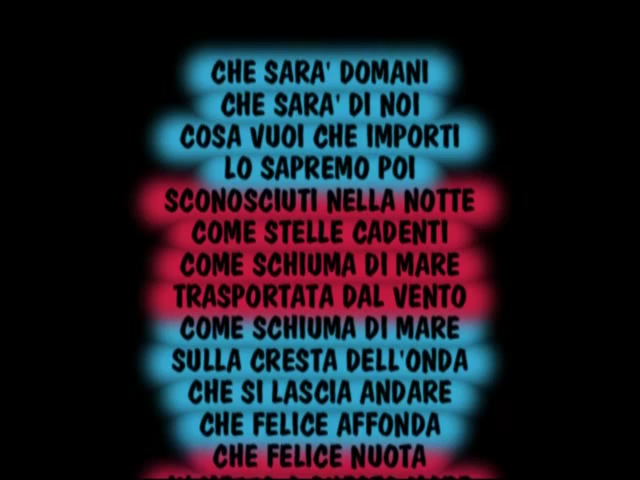 CHE SARA' DOMANI
CHE SARA' DI NOI
COSA VUOI CHE IMPORTI
LO SAPREMO POI
SCONOSCIUTI NELLA NOTTE
COME STELLE CADENTI
COME SCHIUMA DI MARE
TRASPORTATA DAL VENTO
COME SCHIUMA DI MARE
SULLA CRESTA DELL'ONDA
CHE SI LASCIA ANDARE
CHE FELICE AFFONDA
CHE FELICE NUOTA